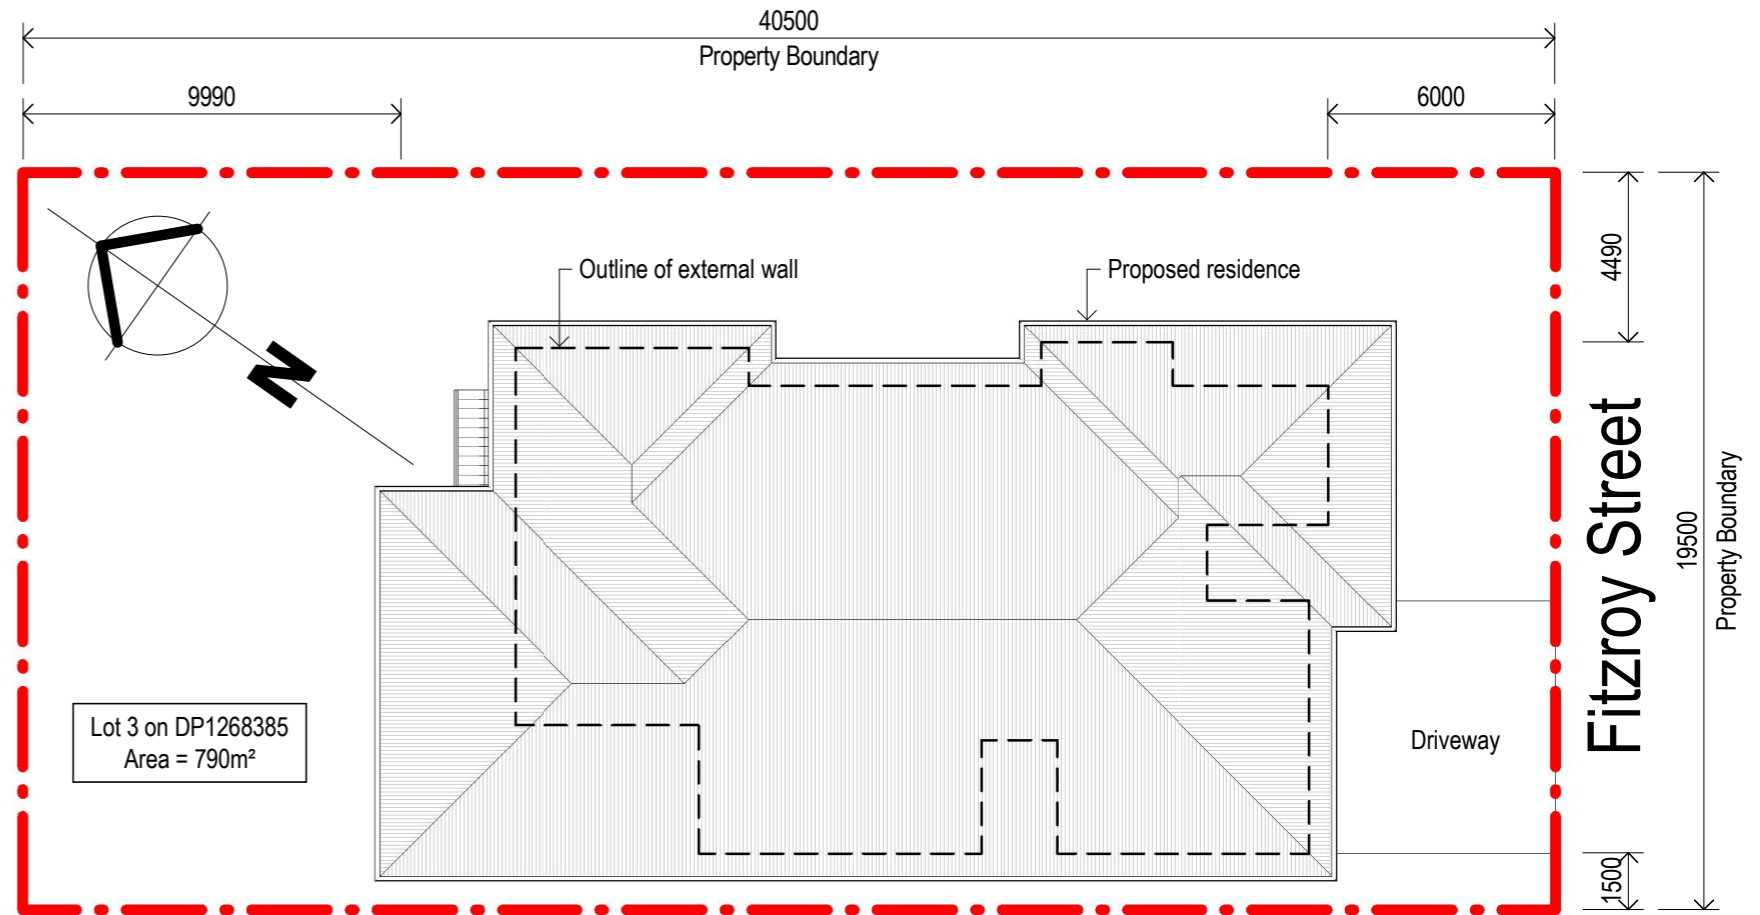 40500
Property Boundary
9990
6000
4490
Outline of external wall
Proposed residence
N
Fitzroy Street
19500
Property Boundary
Lot 3 on DP1268385
Area = 790m²
Driveway
1500